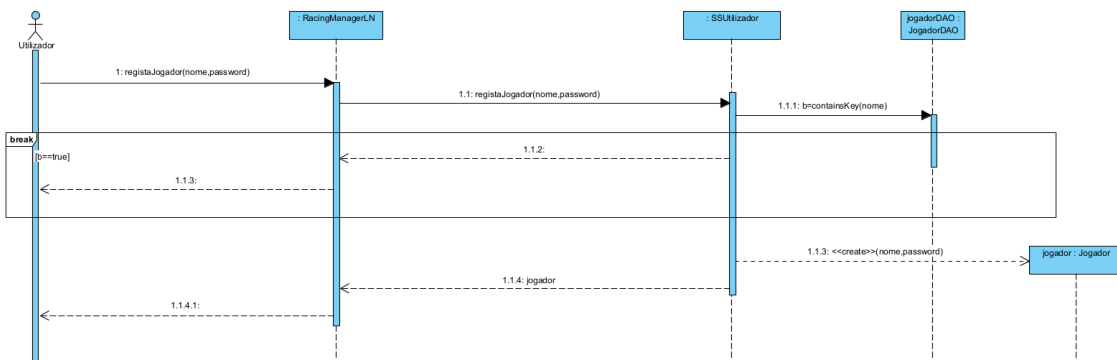 : RacingManagerLN
: SSUtilizador
jogadorDAO :
JogadorDAO
Utilizador
1: registaJogador(nome,password)
1.1: registaJogador(nome,password)
1.1.1: b=containsKey(nome)
break
[b==true]
1.1.2:
1.1.3:
1.1.3: <<create>>(nome,password)
jogador : Jogador
1.1.4: jogador
1.1.4.1: